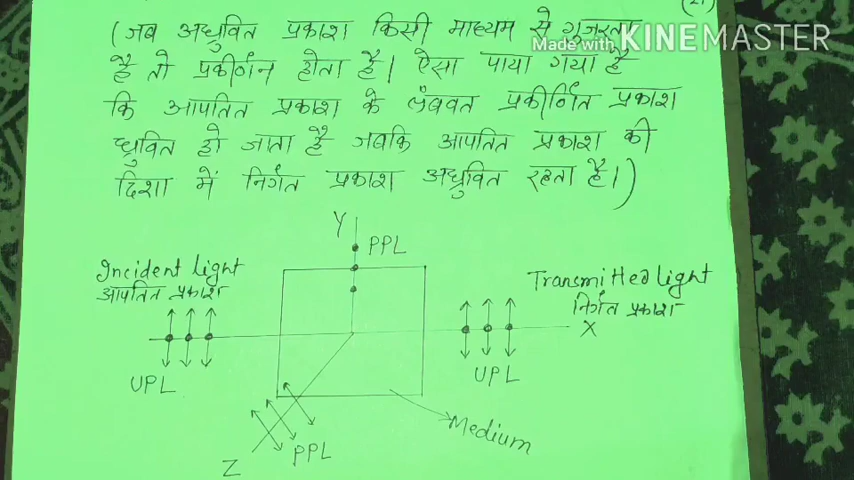 (21)
(जब अध्रुवित प्रकाश किसी माध्यम से गुजरता
Made with KINEMASTER
है तो प्रकीर्णन होता है। ऐसा पाया गया है
कि आपतित प्रकाश के लंबवत प्रकीर्णित प्रकाश
ध्रुवित हो जाता है जबकि आपतित प्रकाश की
दिशा में निर्गत प्रकाश अध्रुवित रहता है।)
Y
PPL
Incident light
आपतित प्रकाश
Transmitted light
निर्गत प्रकाश
X
UPL
UPL
Medium
PPL
Z